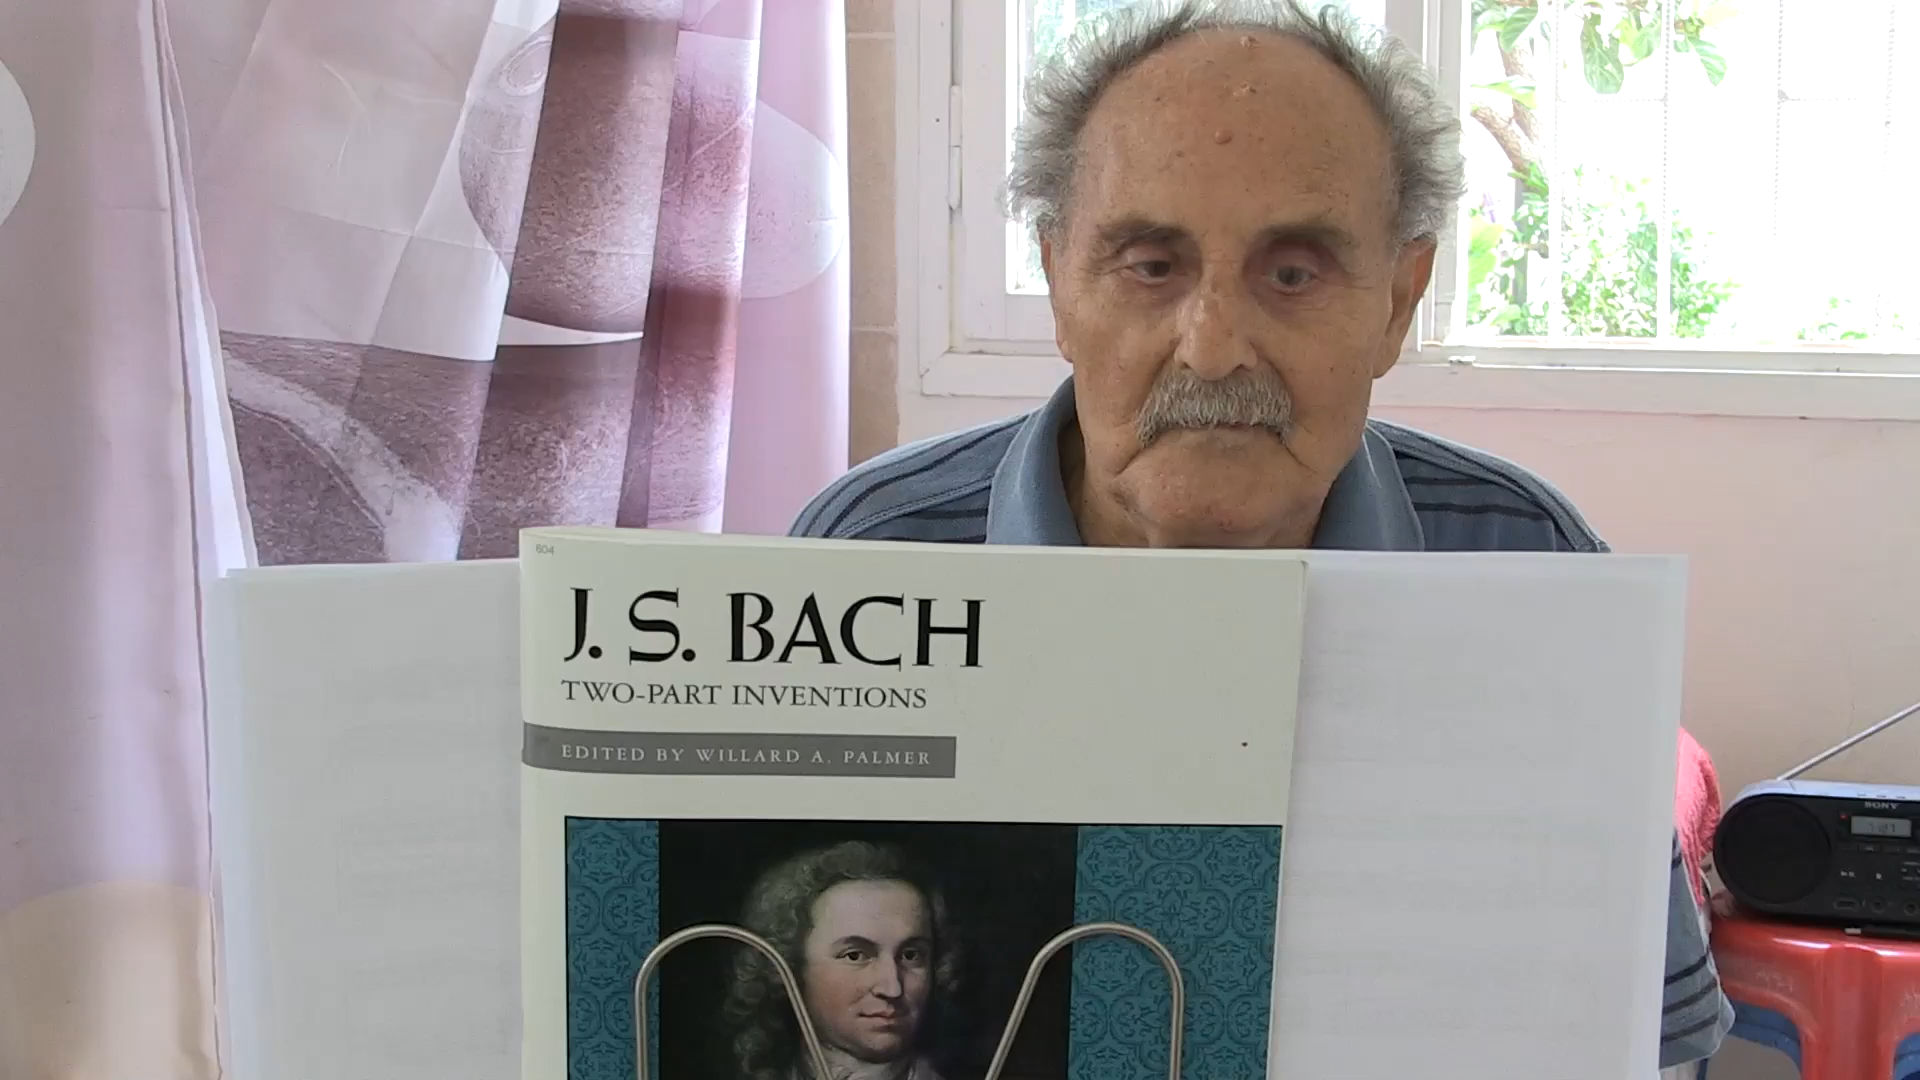 604
J. S. BACH
TWO-PART INVENTIONS
EDITED BY WILLARD A. PALMER
SONY